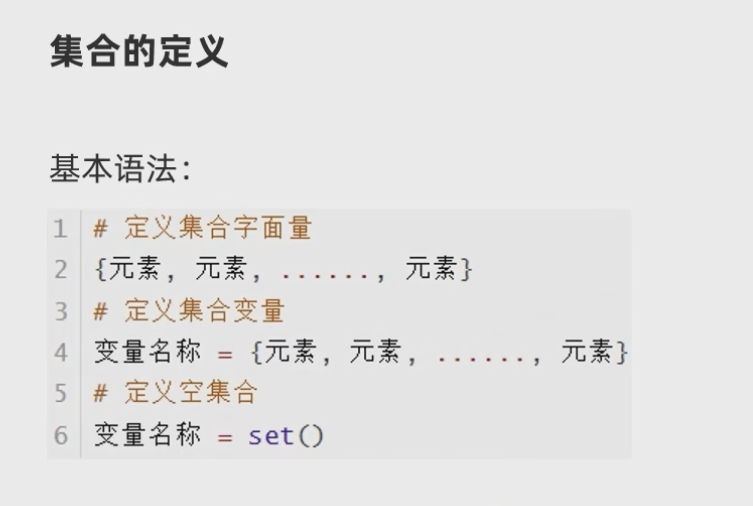 集合的定义
基本语法：
1 # 定义集合字面量
2 {元素, 元素, ......, 元素}
3 # 定义集合变量
4 变量名称 = {元素, 元素, ......, 元素}
5 # 定义空集合
6 变量名称 = set()